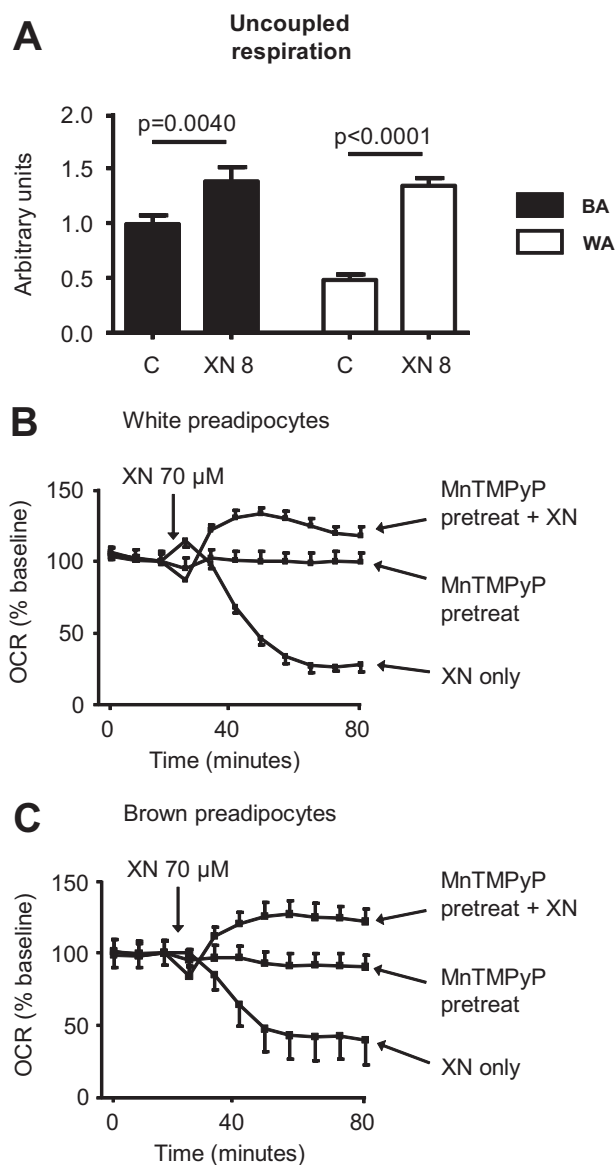 A
Uncoupled
respiration
2.0
1.5
1.0
0.5
0.0
Arbitrary units
p=0.0040
p<0.0001
C
XN 8
C
XN 8
BA
WA
B
White preadipocytes
XN 70 μM
150
100
50
0
OCR (% baseline)
0
40
80
Time (minutes)
MnTMPyP
pretreat + XN
MnTMPyP
pretreat
XN only
C
Brown preadipocytes
XN 70 μM
150
100
50
0
OCR (% baseline)
0
40
80
Time (minutes)
MnTMPyP
pretreat + XN
MnTMPyP
pretreat
XN only